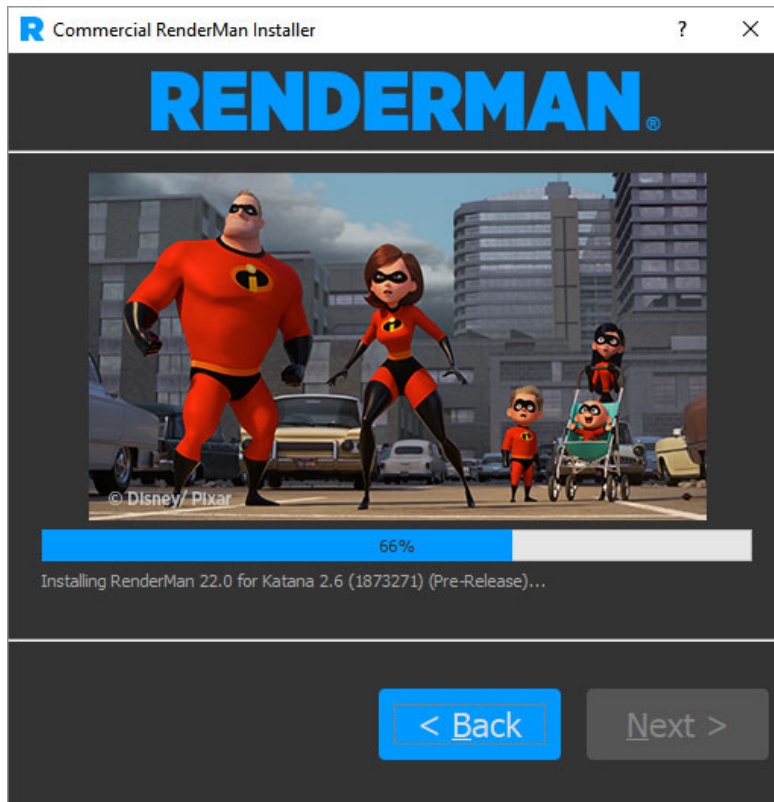 R Commercial RenderMan Installer ? ×
RENDERMAN®
© Disney/ Pixar
66%
Installing RenderMan 22.0 for Katana 2.6 (1873271) (Pre-Release)...
< Back Next >